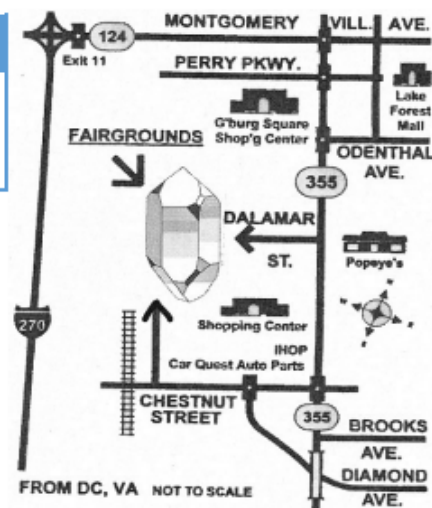 MONTGOMERY VILL. AVE.
124
Exit 11
PERRY PKWY.
Lake
Forest
Mall
G'burg Square
Shop'g Center
FAIRGROUNDS
ODENTHAL
AVE.
355
DALAMAR
ST.
Popeye's
270
Shopping Center
IHOP
Car Quest Auto Parts
CHESTNUT
STREET
355
BROOKS
AVE.
DIAMOND
AVE.
FROM DC, VA NOT TO SCALE